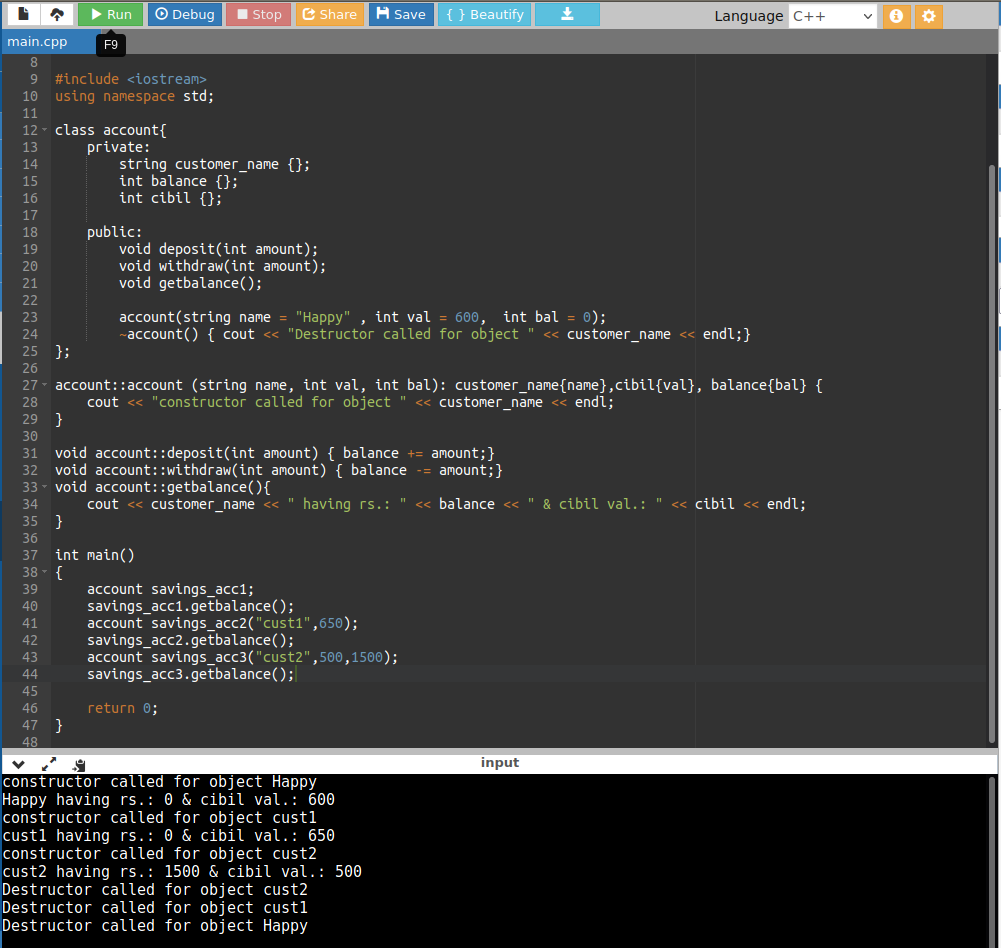 Run Debug Stop Share Save { } Beautify Language C++
main.cpp F9
8
9 #include <iostream>
10 using namespace std;
11
12 class account{
13 private:
14 string customer_name {};
15 int balance {};
16 int cibil {};
17
18 public:
19 void deposit(int amount);
20 void withdraw(int amount);
21 void getbalance();
22
23 account(string name = "Happy" , int val = 600,  int bal = 0);
24 ~account() { cout << "Destructor called for object " << customer_name << endl;}
25 };
26
27 account::account (string name, int val, int bal): customer_name{name},cibil{val}, balance{bal} {
28 cout << "constructor called for object " << customer_name << endl;
29 }
30
31 void account::deposit(int amount) { balance += amount;}
32 void account::withdraw(int amount) { balance -= amount;}
33 void account::getbalance(){
34 cout << customer_name << " having rs.: " << balance << " & cibil val.: " << cibil << endl;
35 }
36
37 int main()
38 {
39 account savings_acc1;
40 savings_acc1.getbalance();
41 account savings_acc2("cust1",650);
42 savings_acc2.getbalance();
43 account savings_acc3("cust2",500,1500);
44 savings_acc3.getbalance();
45
46 return 0;
47 }
48
input
constructor called for object Happy
Happy having rs.: 0 & cibil val.: 600
constructor called for object cust1
cust1 having rs.: 0 & cibil val.: 650
constructor called for object cust2
cust2 having rs.: 1500 & cibil val.: 500
Destructor called for object cust2
Destructor called for object cust1
Destructor called for object Happy